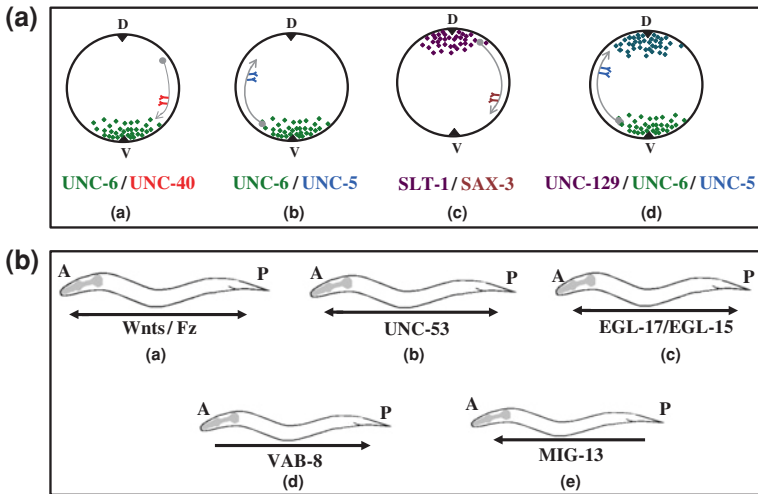 (a)
D D D D
V V V V
UNC-6/UNC-40 UNC-6/UNC-5 SLT-1/SAX-3 UNC-129/UNC-6/UNC-5
(a) (b) (c) (d)
(b)
A P A P A P
Wnts/Fz UNC-53 EGL-17/EGL-15
(a) (b) (c)
A P A P
VAB-8 MIG-13
(d) (e)